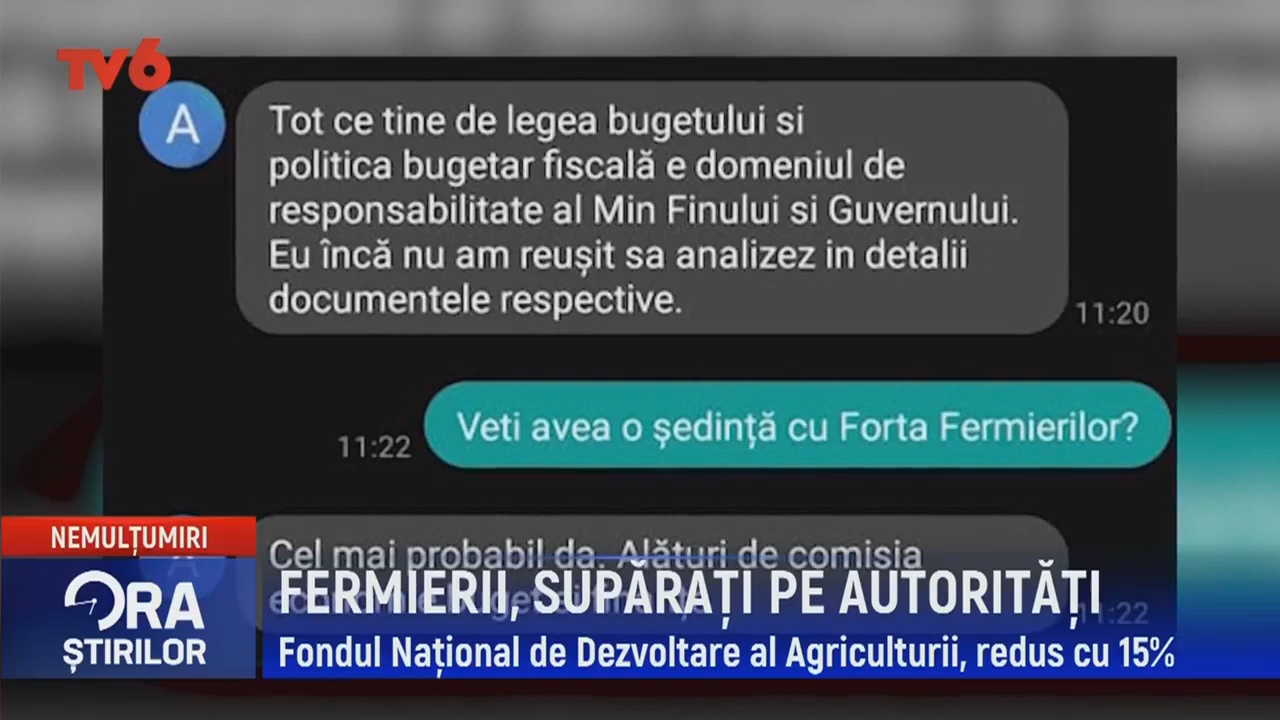 TV6
A
Tot ce tine de legea bugetului si
politica bugetar fiscală e domeniul de
responsabilitate al Min Finului si Guvernului.
Eu încă nu am reușit sa analizez in detalii
documentele respective.
11:20
Veti avea o ședință cu Forta Fermierilor?
11:22
Cel mai probabil da. Alături de comisia
11:22
NEMULȚUMIRI
ORA
ȘTIRILOR
FERMIERII, SUPĂRAȚI PE AUTORITĂȚI
Fondul Național de Dezvoltare al Agriculturii, redus cu 15%